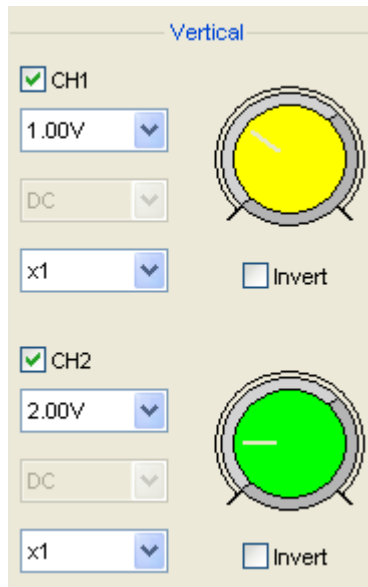 Vertical
CH1
1.00V
DC
x1
Invert
CH2
2.00V
DC
x1
Invert